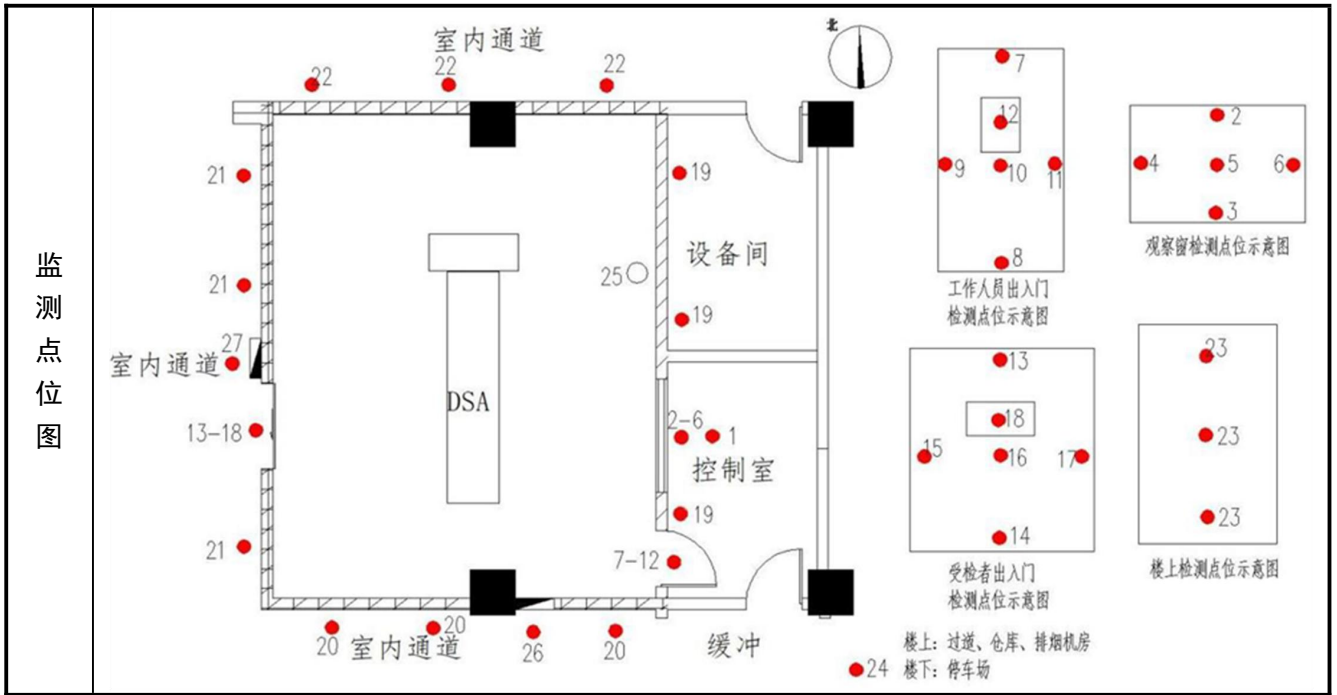 监
测
点
位
图
室内通道
北
22
22
22
21
21
21
27
室内通道
13-18
DSA
25
19
设备间
19
2-6
1
控制室
19
7-12
20
20
室内通道
26
20
缓冲
7
12
9
10
11
8
工作人员出入门
检测点位示意图
2
4
5
6
3
观察窗检测点位示意图
13
18
15
16
17
14
受检者出入门
检测点位示意图
23
23
23
楼上检测点位示意图
楼上：过道、仓库、排烟机房
24
楼下：停车场